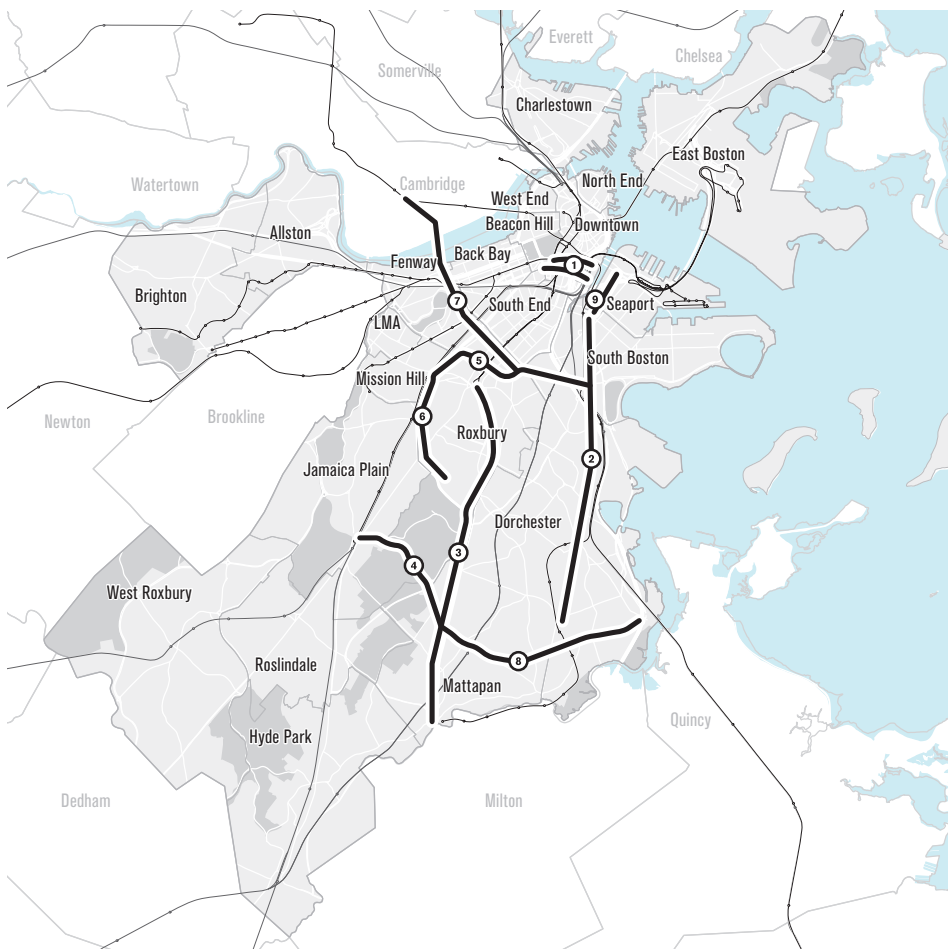 Everett
Chelsea
Somerville
Charlestown
East Boston
Watertown
Cambridge
North End
West End
Beacon Hill
Downtown
Allston
Back Bay
Fenway
1
Brighton
7
South End
9
Seaport
LMA
South Boston
5
Mission Hill
6
Newton
Brookline
Roxbury
2
Jamaica Plain
Dorchester
3
4
West Roxbury
Roslindale
8
Mattapan
Quincy
Hyde Park
Dedham
Milton